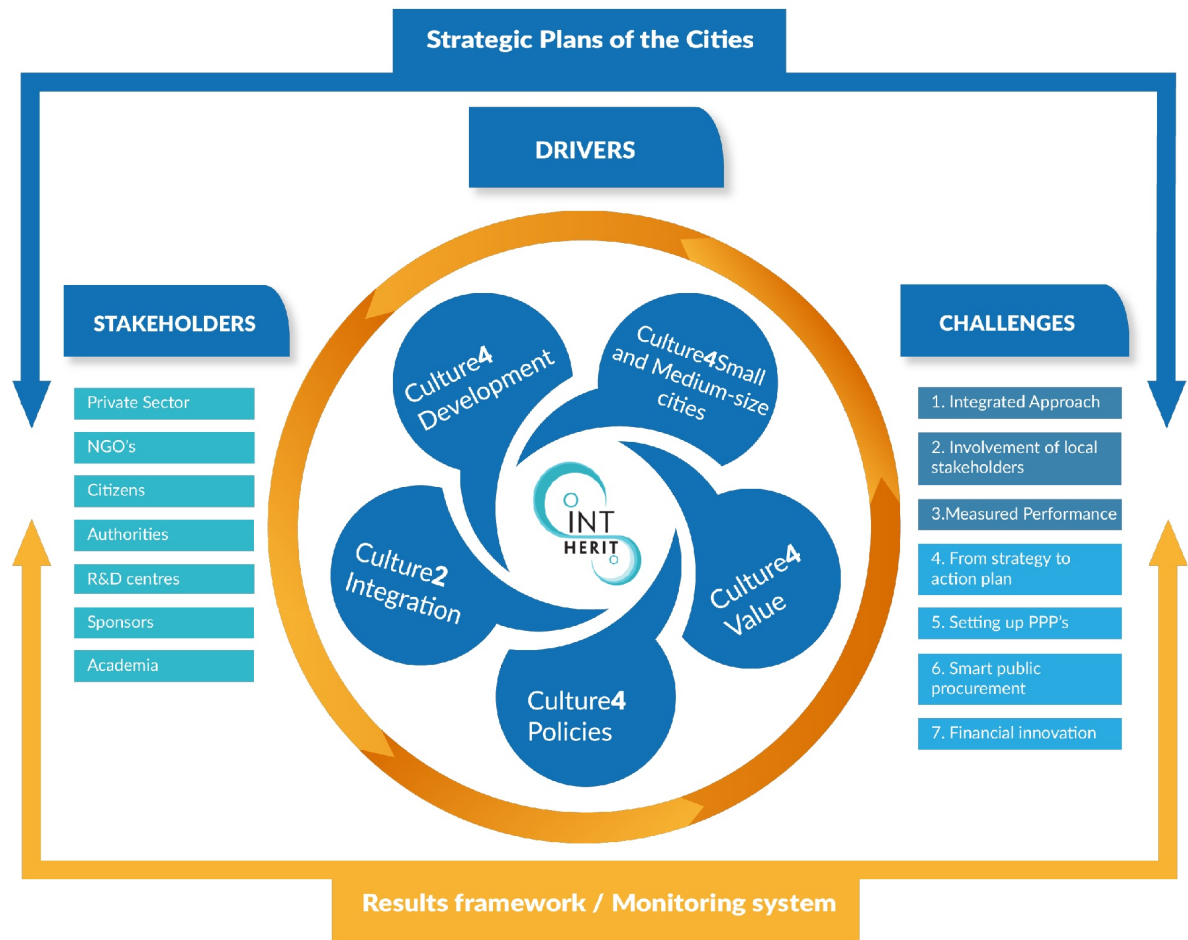 Strategic Plans of the Cities
DRIVERS
STAKEHOLDERS
Private Sector
NGO's
Citizens
Authorities
R&D centres
Sponsors
Academia
Culture4
Development
Culture4Small
and Medium-size
cities
Culture2
Integration
INT
HERIT
Culture4
Value
Culture4
Policies
CHALLENGES
1. Integrated Approach
2. Involvement of local
stakeholders
3.Measured Performance
4. From strategy to
action plan
5. Setting up PPP's
6. Smart public
procurement
7. Financial innovation
Results framework / Monitoring system